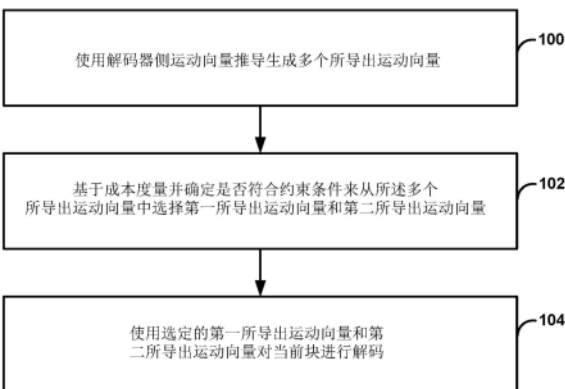 使用解码器侧运动向量推导生成多个所导出运动向量
100
基于成本度量并确定是否符合约束条件来从所述多个
所导出运动向量中选择第一所导出运动向量和第二所导出运动向量
102
使用选定的第一所导出运动向量和第
二所导出运动向量对当前块进行解码
104